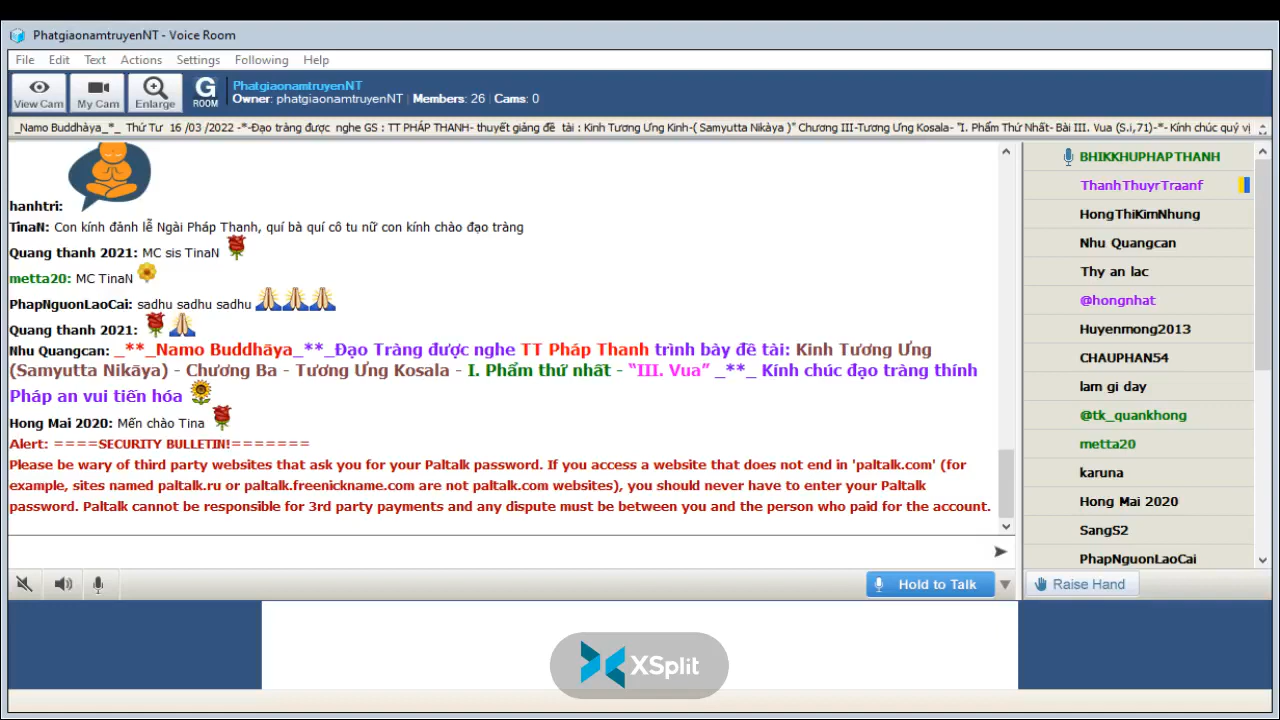 PhatgiaonamtruyenNT - Voice Room
File Edit Text Actions Settings Following Help
View Cam My Cam Enlarge G ROOM
PhatgiaonamtruyenNT
Owner: phatgiaonamtruyenNT | Members: 26 | Cams: 0
_Namo Buddhàya_*_ Thứ Tư 16 /03 /2022 -*-Đạo tràng được nghe GS : TT PHÁP THANH- thuyết giảng đề tài : Kinh Tương Ưng Kinh-( Samyutta Nikàya )" Chương III-Tương Ưng Kosala- "I. Phẩm Thứ Nhất- Bài III. Vua (S.i,71)-*- Kính chúc quý vị
hanhtri:
TinaN: Con kính đảnh lễ Ngài Pháp Thanh, quí bà quí cô tu nữ con kính chào đạo tràng
Quang thanh 2021: MC sis TinaN
metta20: MC TinaN
PhapNguonLaoCai: sadhu sadhu sadhu
Quang thanh 2021:
Nhu Quangcan: _**_Namo Buddhāya_**_Đạo Tràng được nghe TT Pháp Thanh trình bày đề tài: Kinh Tương Ưng
(Samyutta Nikāya) - Chương Ba - Tương Ưng Kosala - I. Phẩm thứ nhất - “III. Vua” _**_ Kính chúc đạo tràng thính
Pháp an vui tiến hóa
Hong Mai 2020: Mến chào Tina
Alert: ====SECURITY BULLETIN!=======
Please be wary of third party websites that ask you for your Paltalk password. If you access a website that does not end in 'paltalk.com' (for
example, sites named paltalk.ru or paltalk.freenickname.com are not paltalk.com websites), you should never have to enter your Paltalk
password. Paltalk cannot be responsible for 3rd party payments and any dispute must be between you and the person who paid for the account.
Hold to Talk
BHIKKHUPHAPTHANH
ThanhThuyrTraanf
HongThiKimNhung
Nhu Quangcan
Thy an lac
@hongnhat
Huyenmong2013
CHAUPHAN54
lam gi day
@tk_quankhong
metta20
karuna
Hong Mai 2020
SangS2
PhapNguonLaoCai
Raise Hand
XSplit